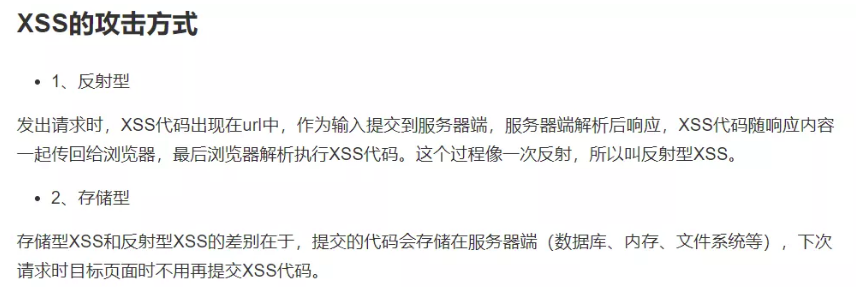 XSS的攻击方式
1、反射型
发出请求时，XSS代码出现在url中，作为输入提交到服务器端，服务器端解析后响应，XSS代码随响应内容
一起传回给浏览器，最后浏览器解析执行XSS代码。这个过程像一次反射，所以叫反射型XSS。
2、存储型
存储型XSS和反射型XSS的差别在于，提交的代码会存储在服务器端（数据库、内存、文件系统等），下次
请求时目标页面时不用再提交XSS代码。